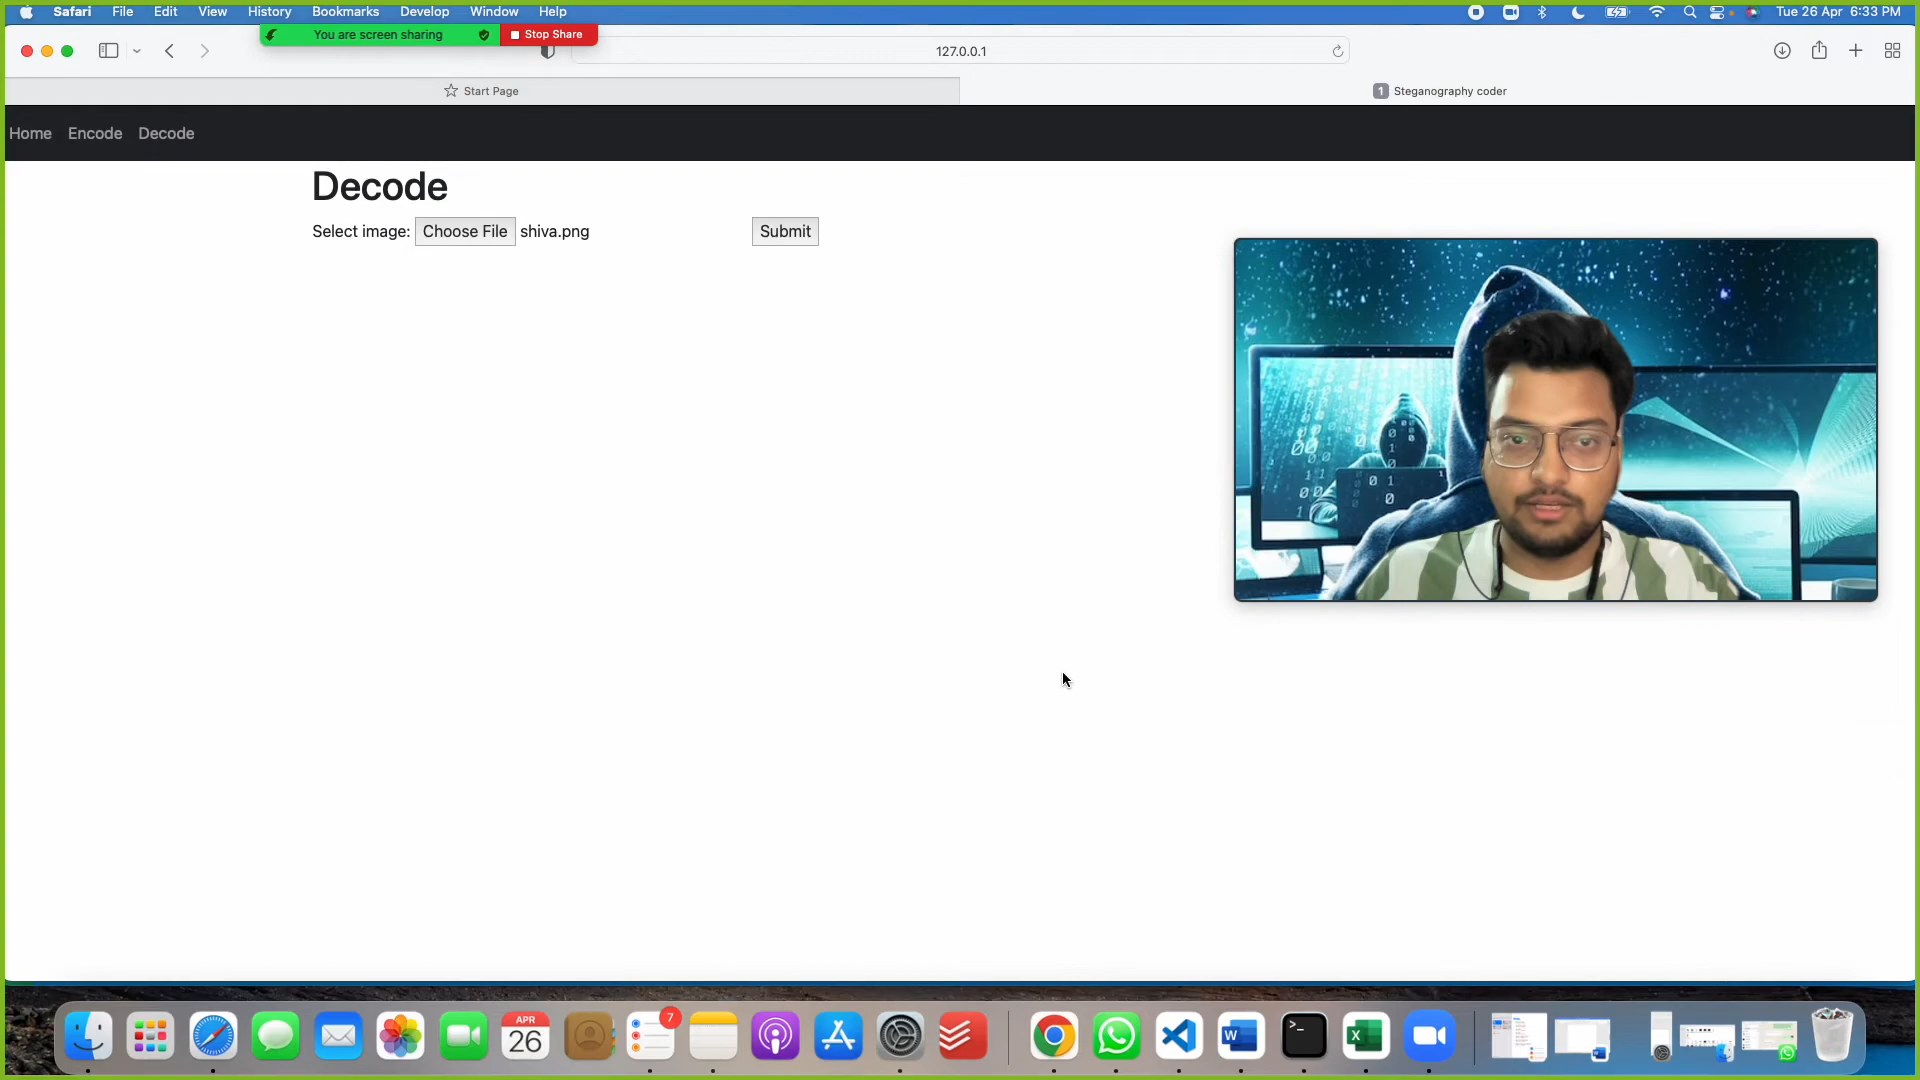 Safari File Edit View History Bookmarks Develop Window Help
Tue 26 Apr 6:33 PM
You are screen sharing
Stop Share
127.0.0.1
Start Page
1 Steganography coder
Home Encode Decode
Decode
Select image: Choose File shiva.png Submit
7
APR
26